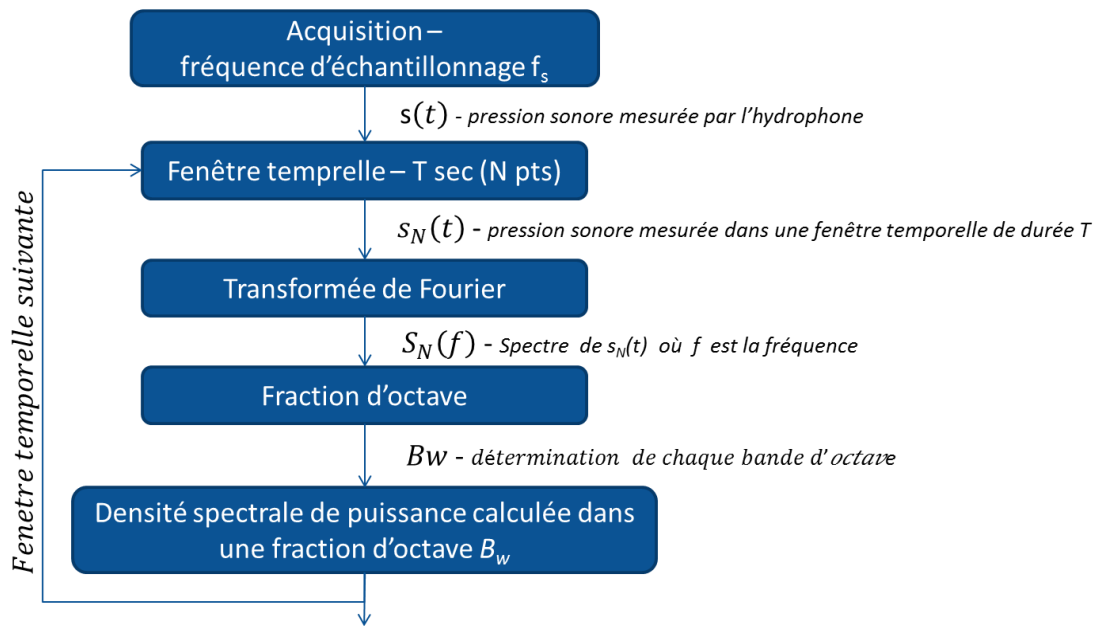 Acquisition –
fréquence d’échantillonnage fs
s(t) - pression sonore mesurée par l’hydrophone
Fenêtre temprelle – T sec (N pts)
sN(t) - pression sonore mesurée dans une fenêtre temporelle de durée T
Transformée de Fourier
SN(f) - Spectre de sN(t) où f est la fréquence
Fraction d’octave
Bw - détermination de chaque bande d’octave
Densité spectrale de puissance calculée dans
une fraction d’octave Bw
Fenetre temporelle suivante